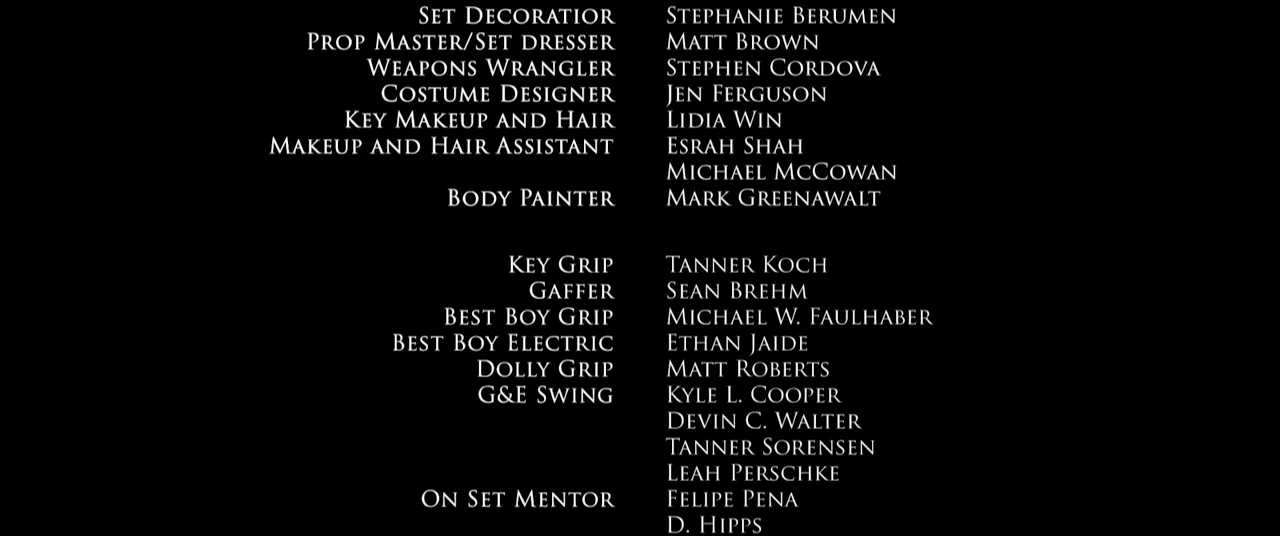 Set Decoratior Stephanie Berumen
Prop Master/Set dresser Matt Brown
Weapons Wrangler Stephen Cordova
Costume Designer Jen Ferguson
Key Makeup and Hair Lidia Win
Makeup and Hair Assistant Esrah Shah
Michael McCowan
Body Painter Mark Greenawalt
Key Grip Tanner Koch
Gaffer Sean Brehm
Best Boy Grip Michael W. Faulhaber
Best Boy Electric Ethan Jaide
Dolly Grip Matt Roberts
G&E Swing Kyle L. Cooper
Devin C. Walter
Tanner Sorensen
Leah Perschke
On Set Mentor Felipe Pena
D. Hipps